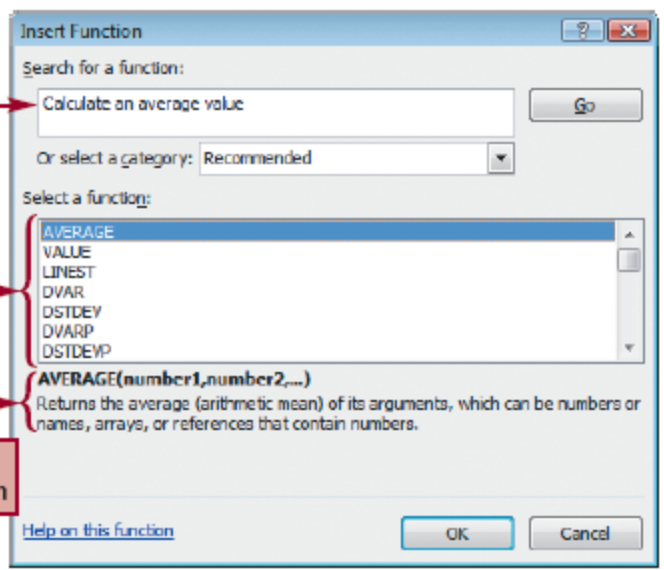 Insert Function
Search for a function:
Calculate an average value
Go
Or select a category: Recommended
Select a function:
AVERAGE
VALUE
LINEST
DVAR
DSTDEV
DVARP
DSTDEVP
AVERAGE(number1,number2,...)
Returns the average (arithmetic mean) of its arguments, which can be numbers or
names, arrays, or references that contain numbers.
Help on this function
OK
Cancel